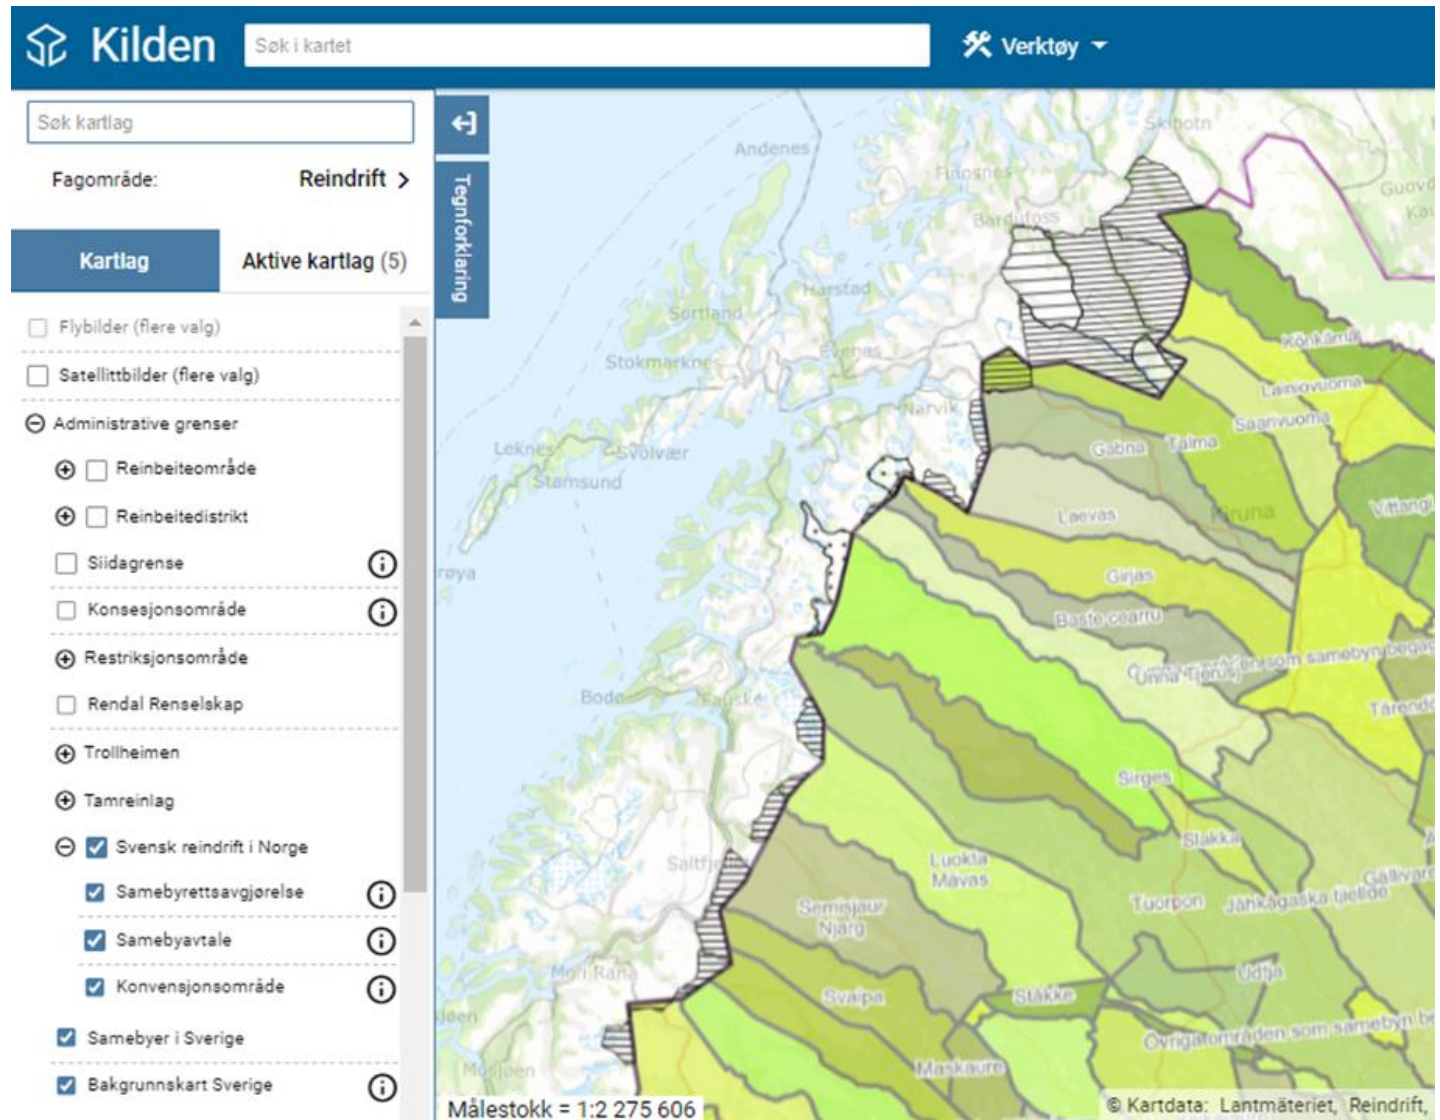 Kilden
Søk i kartet
Verktøy
Søk kartlag
Fagområde:
Reindrift
Kartlag
Aktive kartlag (5)
Flybilder (flere valg)
Satellittbilder (flere valg)
Administrative grenser
Reinbeiteområde
Reinbeitedistrikt
Siidagrense
Konsesjonsområde
Restriksjonsområde
Rendal Renselskap
Trollheimen
Tamreinlag
Svensk reindrift i Norge
Samebyrettsavgjørelse
Samebyavtale
Konvensjonsområde
Samebyer i Sverige
Bakgrunnskart Sverige
Tegnforklaring
Skibotn
Andenes
Finnsnes
Bardufoss
Harstad
Sortland
Stokmarknes
Evenes
Könkämä
Lainiovuoma
Saarivuoma
Narvik
Leknes
Svolvær
Stamsund
Gabna
Talma
Vittangi
Laevas
Kiruna
Girjas
Baste cearru
Unna Tjerusj
Bodø
Fauske
Sirges
Slakka
Luokta
Mavas
Semisjaur
Njarg
Tuorpon
Jåhkågaska tjiellde
Gällivare
Udtja
Mo i Rana
Svaipa
Ståkke
Maskaure
Mosjøen
Målestokk = 1:2 275 606
© Kartdata: Lantmäteriet, Reindrift,